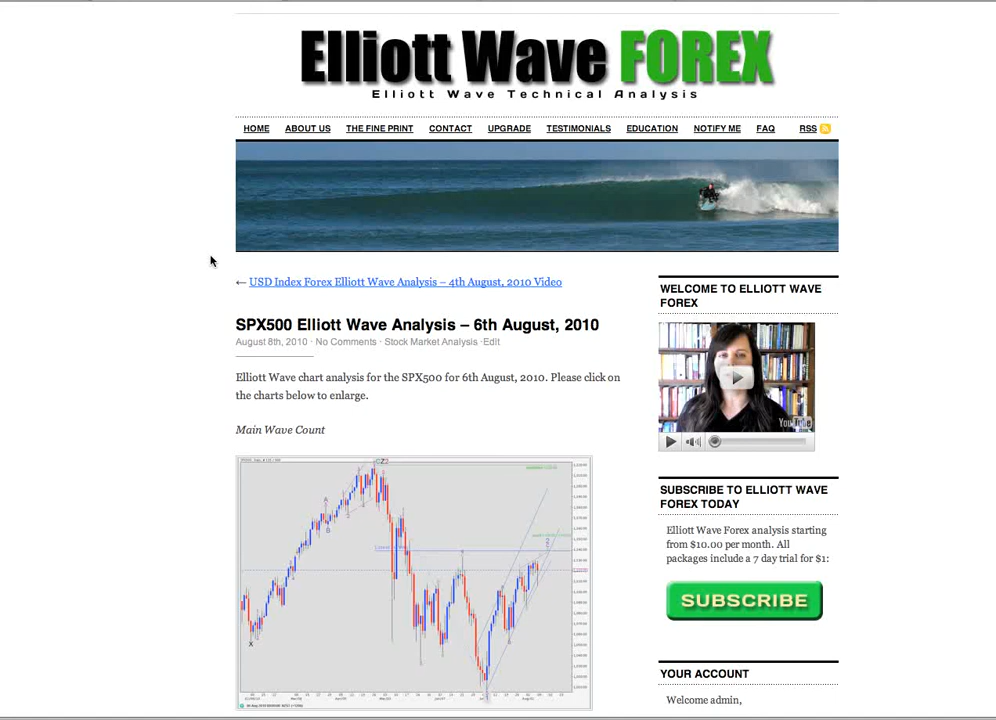 Elliott Wave FOREX
Elliott Wave Technical Analysis
HOME ABOUT US THE FINE PRINT CONTACT UPGRADE TESTIMONIALS EDUCATION NOTIFY ME FAQ RSS
← USD Index Forex Elliott Wave Analysis – 4th August, 2010 Video
SPX500 Elliott Wave Analysis – 6th August, 2010
August 8th, 2010 · No Comments · Stock Market Analysis ·Edit
Elliott Wave chart analysis for the SPX500 for 6th August, 2010. Please click on
the charts below to enlarge.
Main Wave Count
A
B
X
WELCOME TO ELLIOTT WAVE
FOREX
YouTube
SUBSCRIBE TO ELLIOTT WAVE
FOREX TODAY
Elliott Wave Forex analysis starting
from $10.00 per month. All
packages include a 7 day trial for $1:
SUBSCRIBE
YOUR ACCOUNT
Welcome admin,